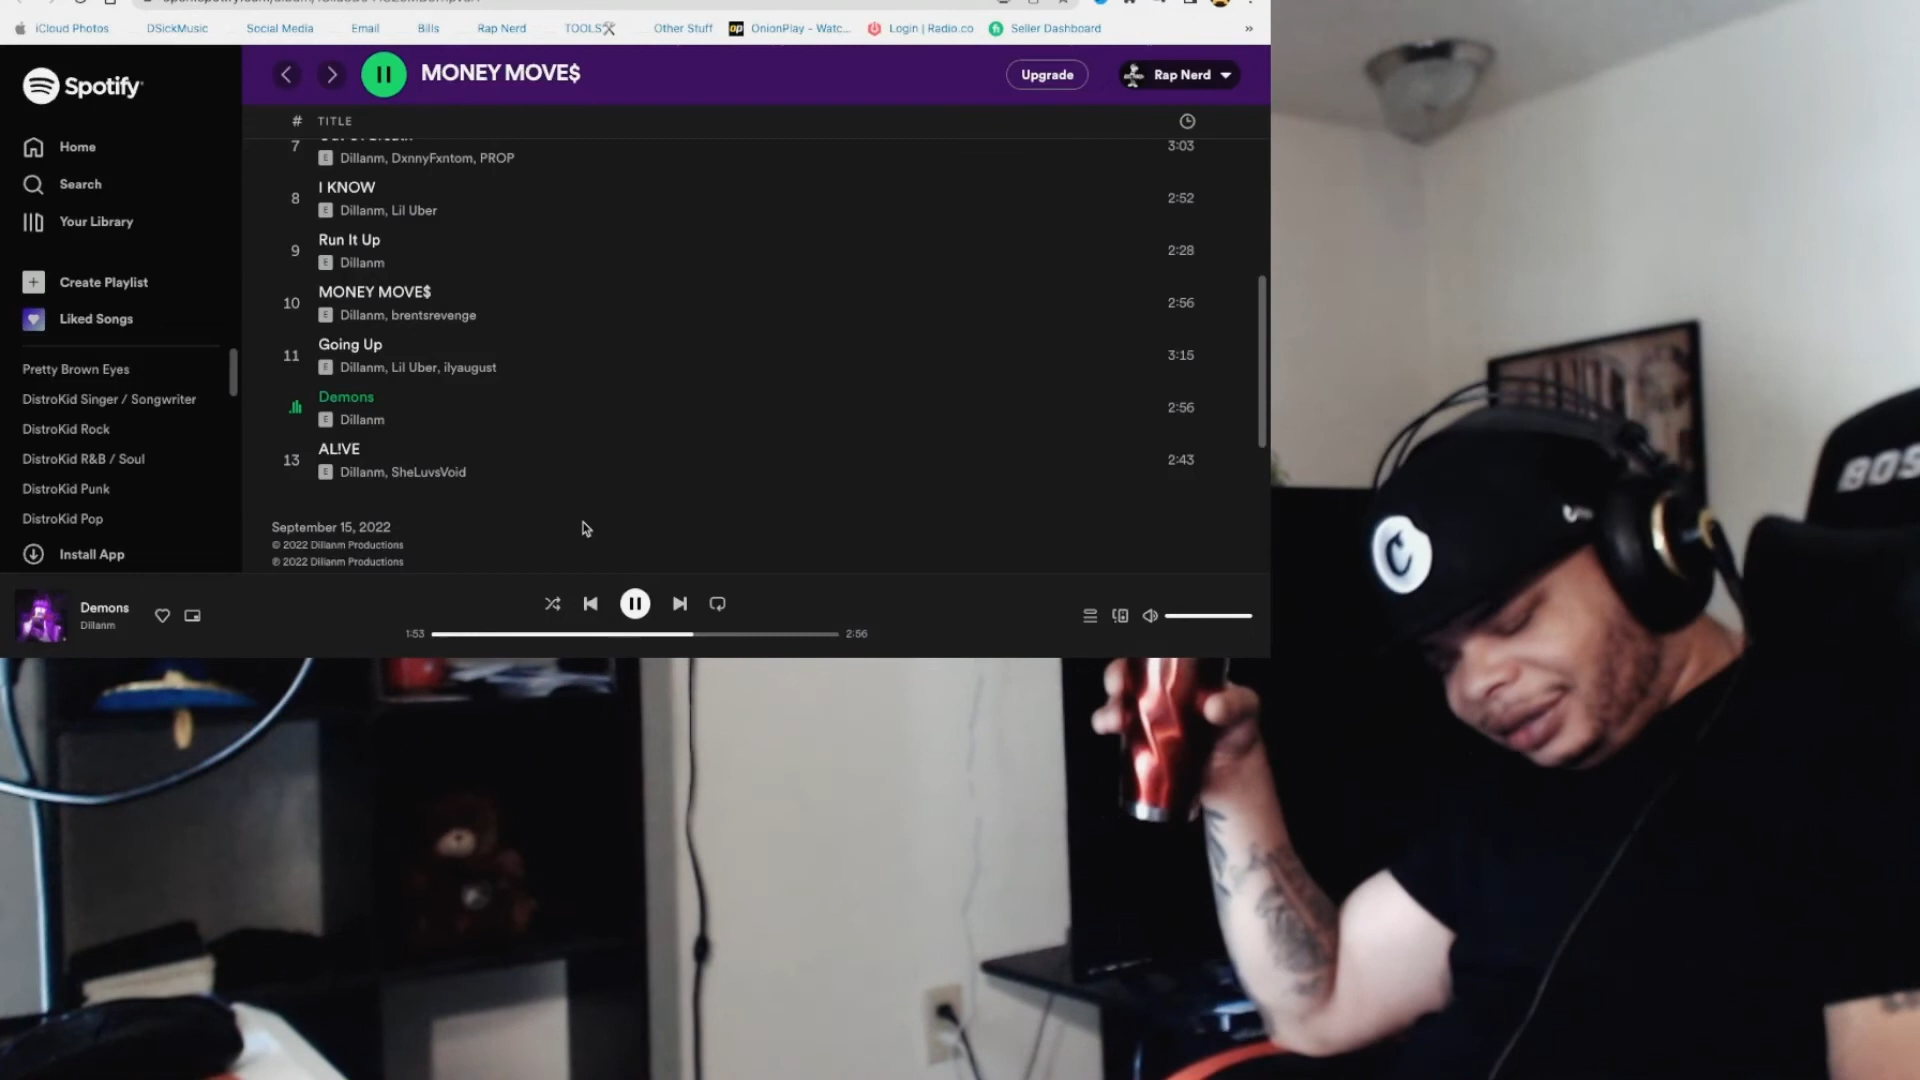 iCloud Photos DSickMusic Social Media Email Bills Rap Nerd TOOLS🛠 Other Stuff op OnionPlay - Watc... Login | Radio.co Seller Dashboard »
Spotify
MONEY MOVE$
Upgrade
Rap Nerd
Home
Search
Your Library
Create Playlist
Liked Songs
Pretty Brown Eyes
DistroKid Singer / Songwriter
DistroKid Rock
DistroKid R&B / Soul
DistroKid Punk
DistroKid Pop
Install App
# TITLE
7 3:03
E Dillanm, DxnnyFxntom, PROP
8 I KNOW 2:52
E Dillanm, Lil Uber
9 Run It Up 2:28
E Dillanm
10 MONEY MOVE$ 2:56
E Dillanm, brentsrevenge
11 Going Up 3:15
E Dillanm, Lil Uber, ilyaugust
Demons 2:56
E Dillanm
13 AL!VE 2:43
E Dillanm, SheLuvsVoid
September 15, 2022
© 2022 Dillanm Productions
℗ 2022 Dillanm Productions
Demons
Dillanm
1:53 2:56
C